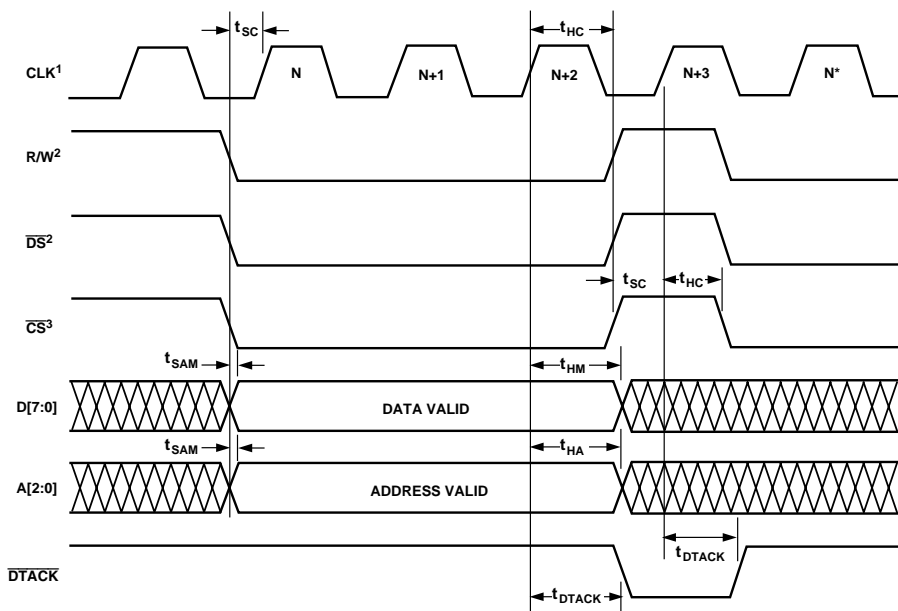 tSC
tHC
CLK1
N
N+1
N+2
N+3
N*
R/W2
DS2
tSC
tHC
CS3
tSAM
tHM
D[7:0]
DATA VALID
tSAM
tHA
A[2:0]
ADDRESS VALID
tDTACK
DTACK
tDTACK